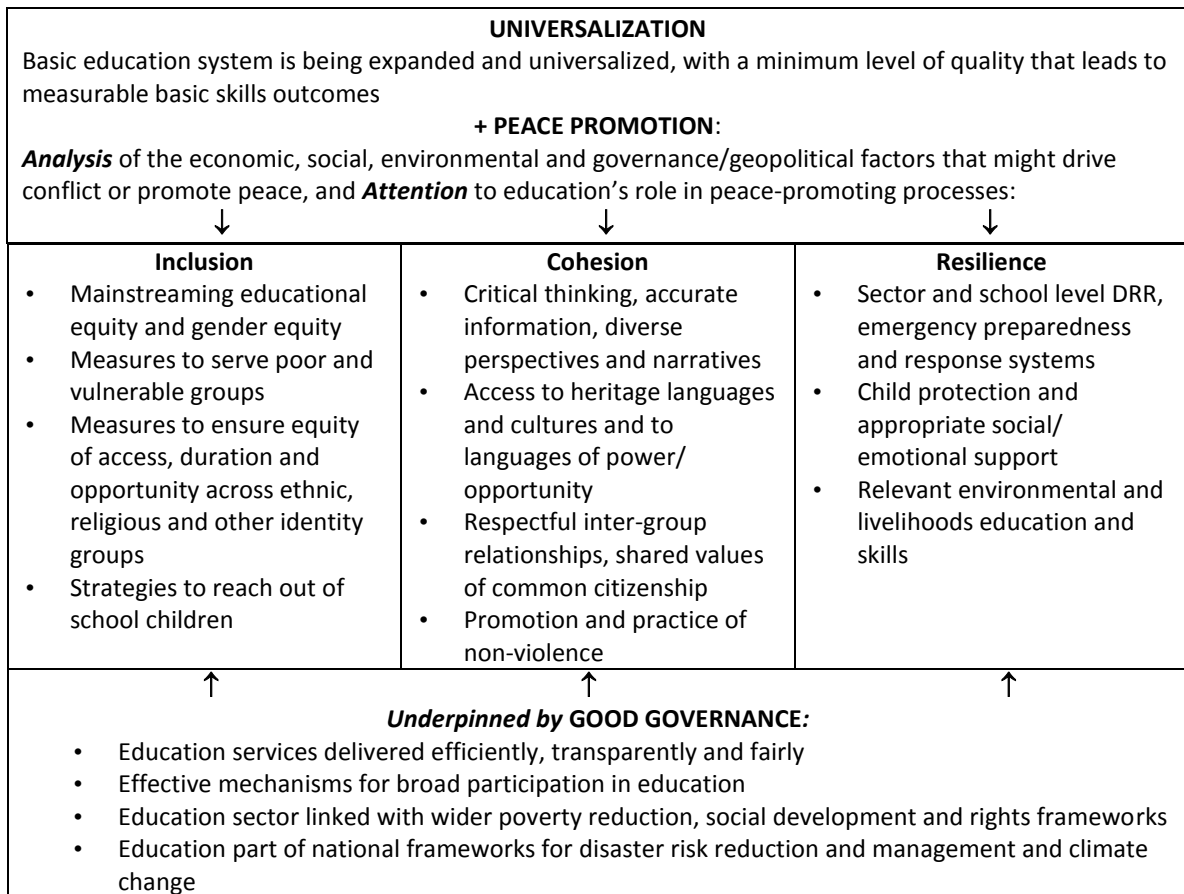 UNIVERSALIZATION
Basic education system is being expanded and universalized, with a minimum level of quality that leads to
measurable basic skills outcomes
+ PEACE PROMOTION:
Analysis of the economic, social, environmental and governance/geopolitical factors that might drive
conflict or promote peace, and Attention to education's role in peace-promoting processes:
↓ ↓ ↓
Inclusion
• Mainstreaming educational
equity and gender equity
• Measures to serve poor and
vulnerable groups
• Measures to ensure equity
of access, duration and
opportunity across ethnic,
religious and other identity
groups
• Strategies to reach out of
school children
Cohesion
• Critical thinking, accurate
information, diverse
perspectives and narratives
• Access to heritage languages
and cultures and to
languages of power/
opportunity
• Respectful inter-group
relationships, shared values
of common citizenship
• Promotion and practice of
non-violence
Resilience
• Sector and school level DRR,
emergency preparedness
and response systems
• Child protection and
appropriate social/
emotional support
• Relevant environmental and
livelihoods education and
skills
↑ ↑ ↑
Underpinned by GOOD GOVERNANCE:
• Education services delivered efficiently, transparently and fairly
• Effective mechanisms for broad participation in education
• Education sector linked with wider poverty reduction, social development and rights frameworks
• Education part of national frameworks for disaster risk reduction and management and climate
change